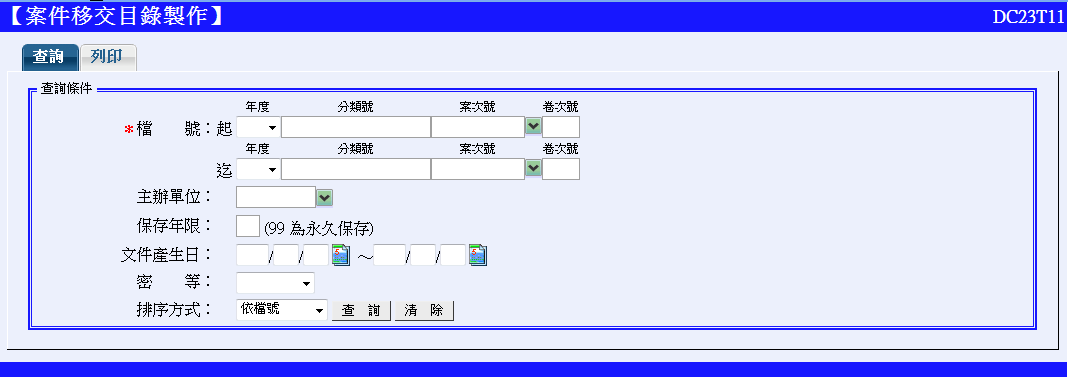 【案件移交目錄製作】 DC23T11
查詢 列印
查詢條件
年度 分類號 案次號 卷次號
*檔 號：起
年度 分類號 案次號 卷次號
迄
主辦單位：
保存年限： (99 為永久保存)
文件產生日： / / ～ / /
密 等：
排序方式： 依檔號 查 詢 清 除